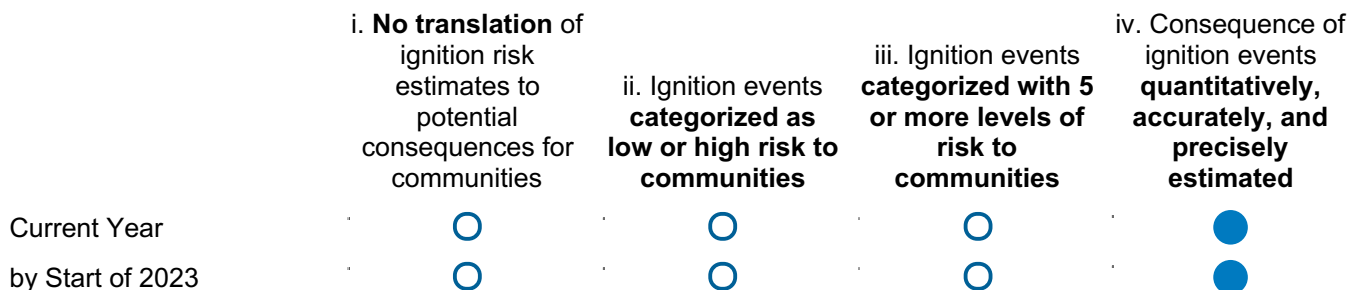 i. No translation of
ignition risk
estimates to
potential
consequences for
communities
ii. Ignition events
categorized as
low or high risk to
communities
iii. Ignition events
categorized with 5
or more levels of
risk to
communities
iv. Consequence of
ignition events
quantitatively,
accurately, and
precisely
estimated
Current Year
by Start of 2023